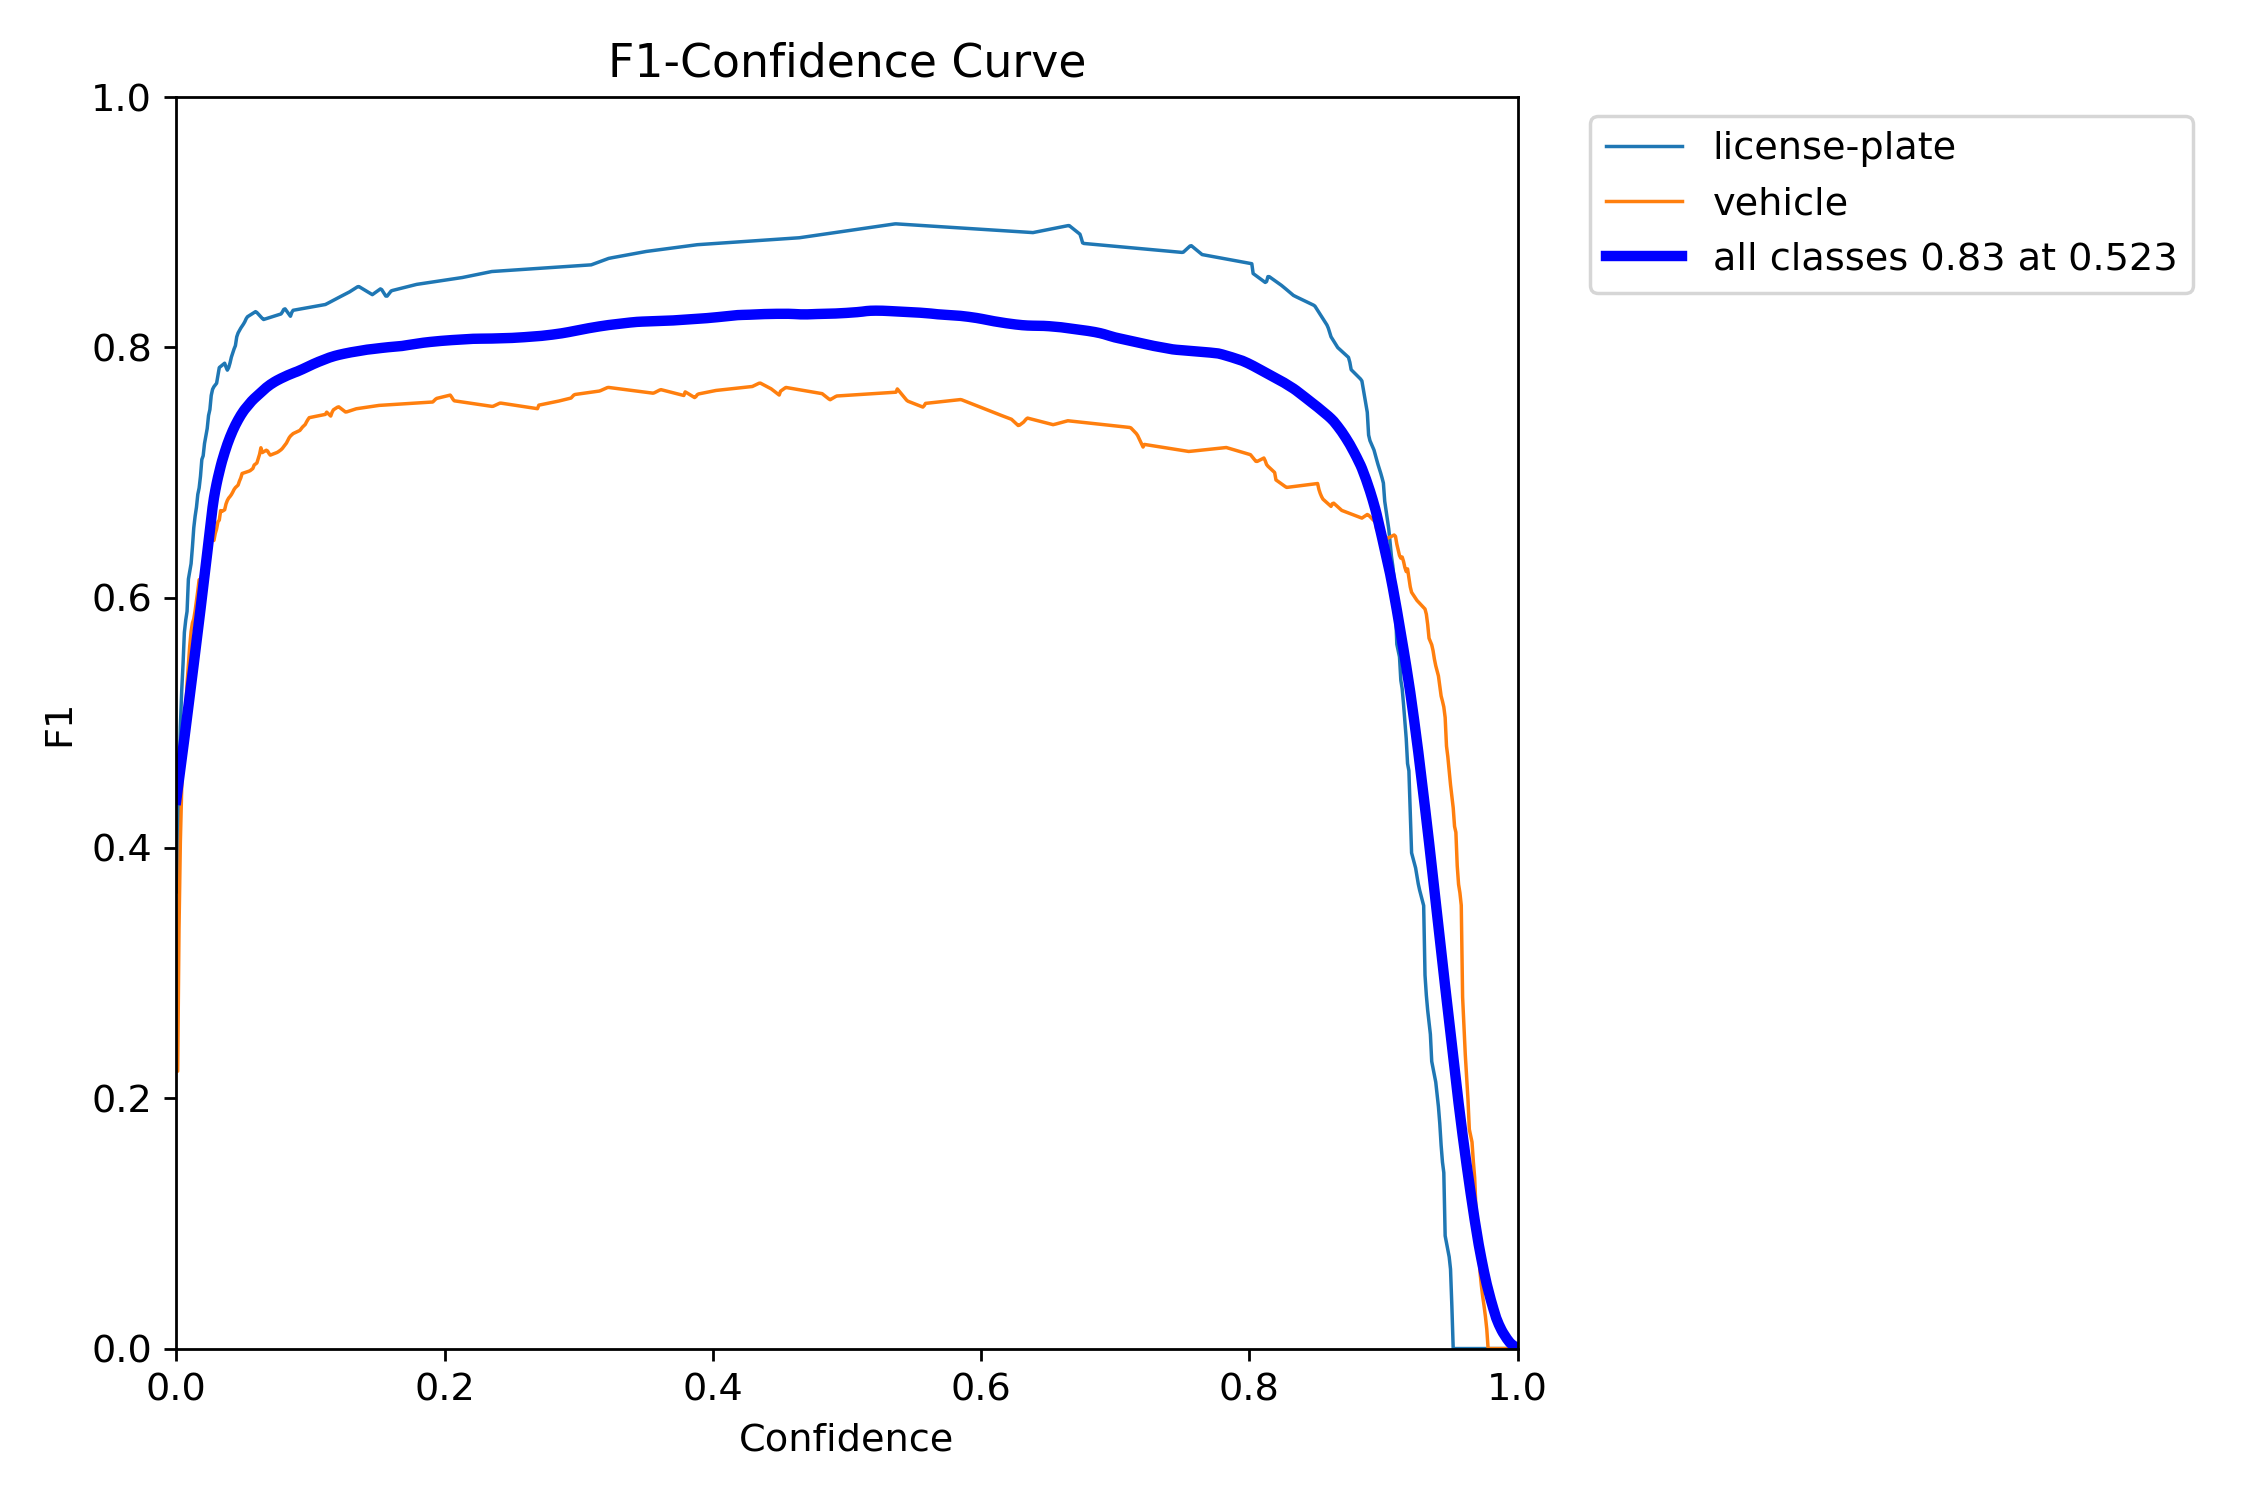 F1-Confidence Curve
1.0
0.8
0.6
0.4
0.2
0.0
F1
0.0 0.2 0.4 0.6 0.8 1.0
Confidence
license-plate
vehicle
all classes 0.83 at 0.523